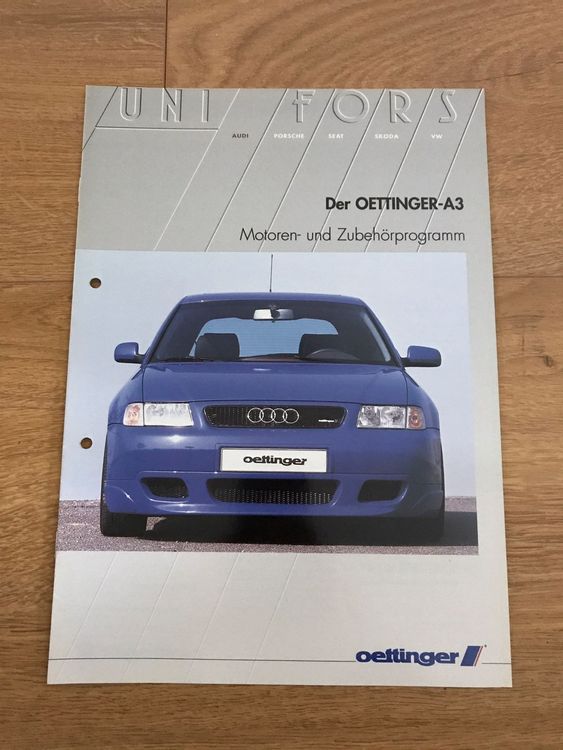 UNI FORS
AUDI PORSCHE SEAT SKODA VW
Der OETTINGER-A3
Motoren- und Zubehörprogramm
oettinger
oettinger